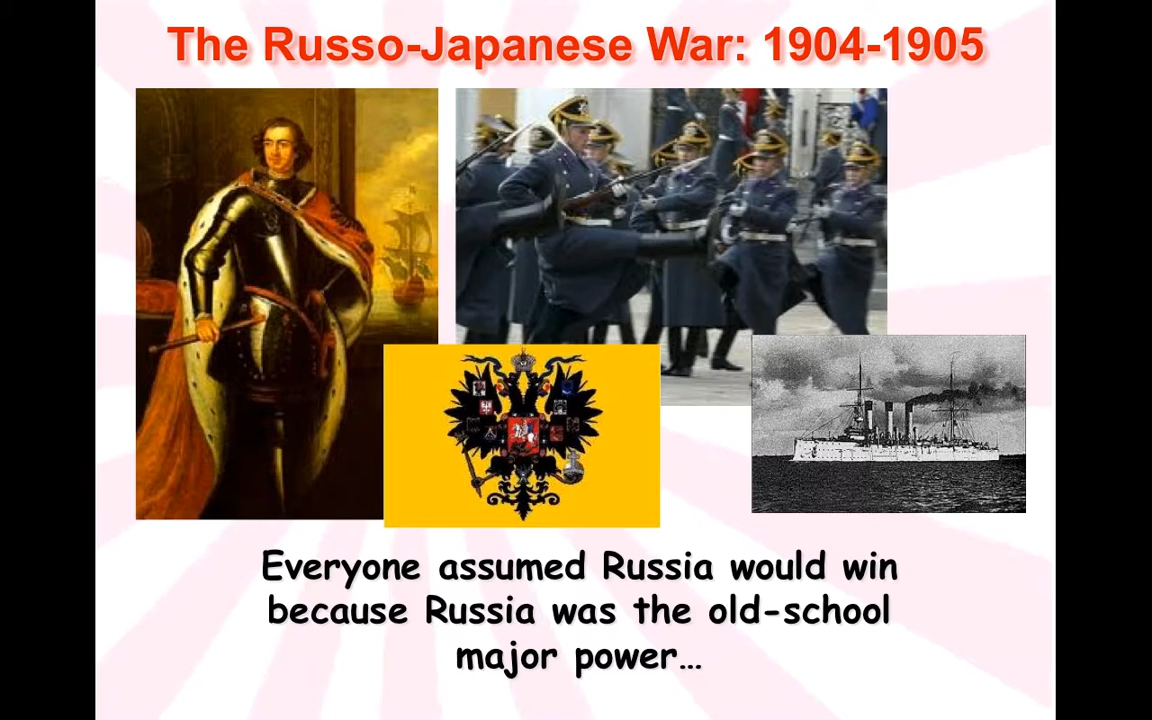 The Russo-Japanese War: 1904-1905
Everyone assumed Russia would win
because Russia was the old-school
major power…